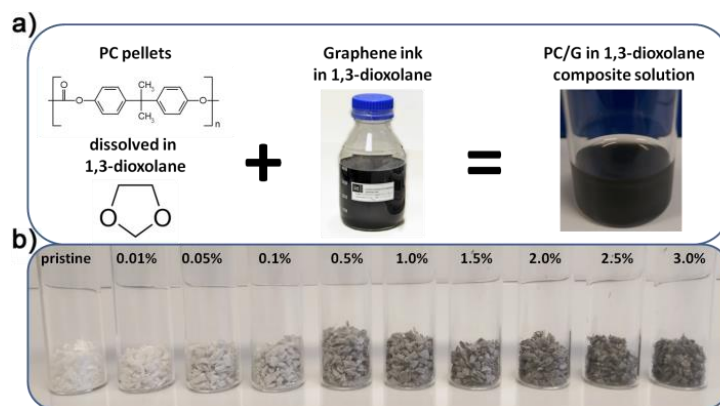 a)
PC pellets
O
CH₃
O
O
CH₃
n
dissolved in
1,3-dioxolane
O
O
+
Graphene ink
in 1,3-dioxolane
=
PC/G in 1,3-dioxolane
composite solution
b)
pristine 0.01% 0.05% 0.1% 0.5% 1.0% 1.5% 2.0% 2.5% 3.0%